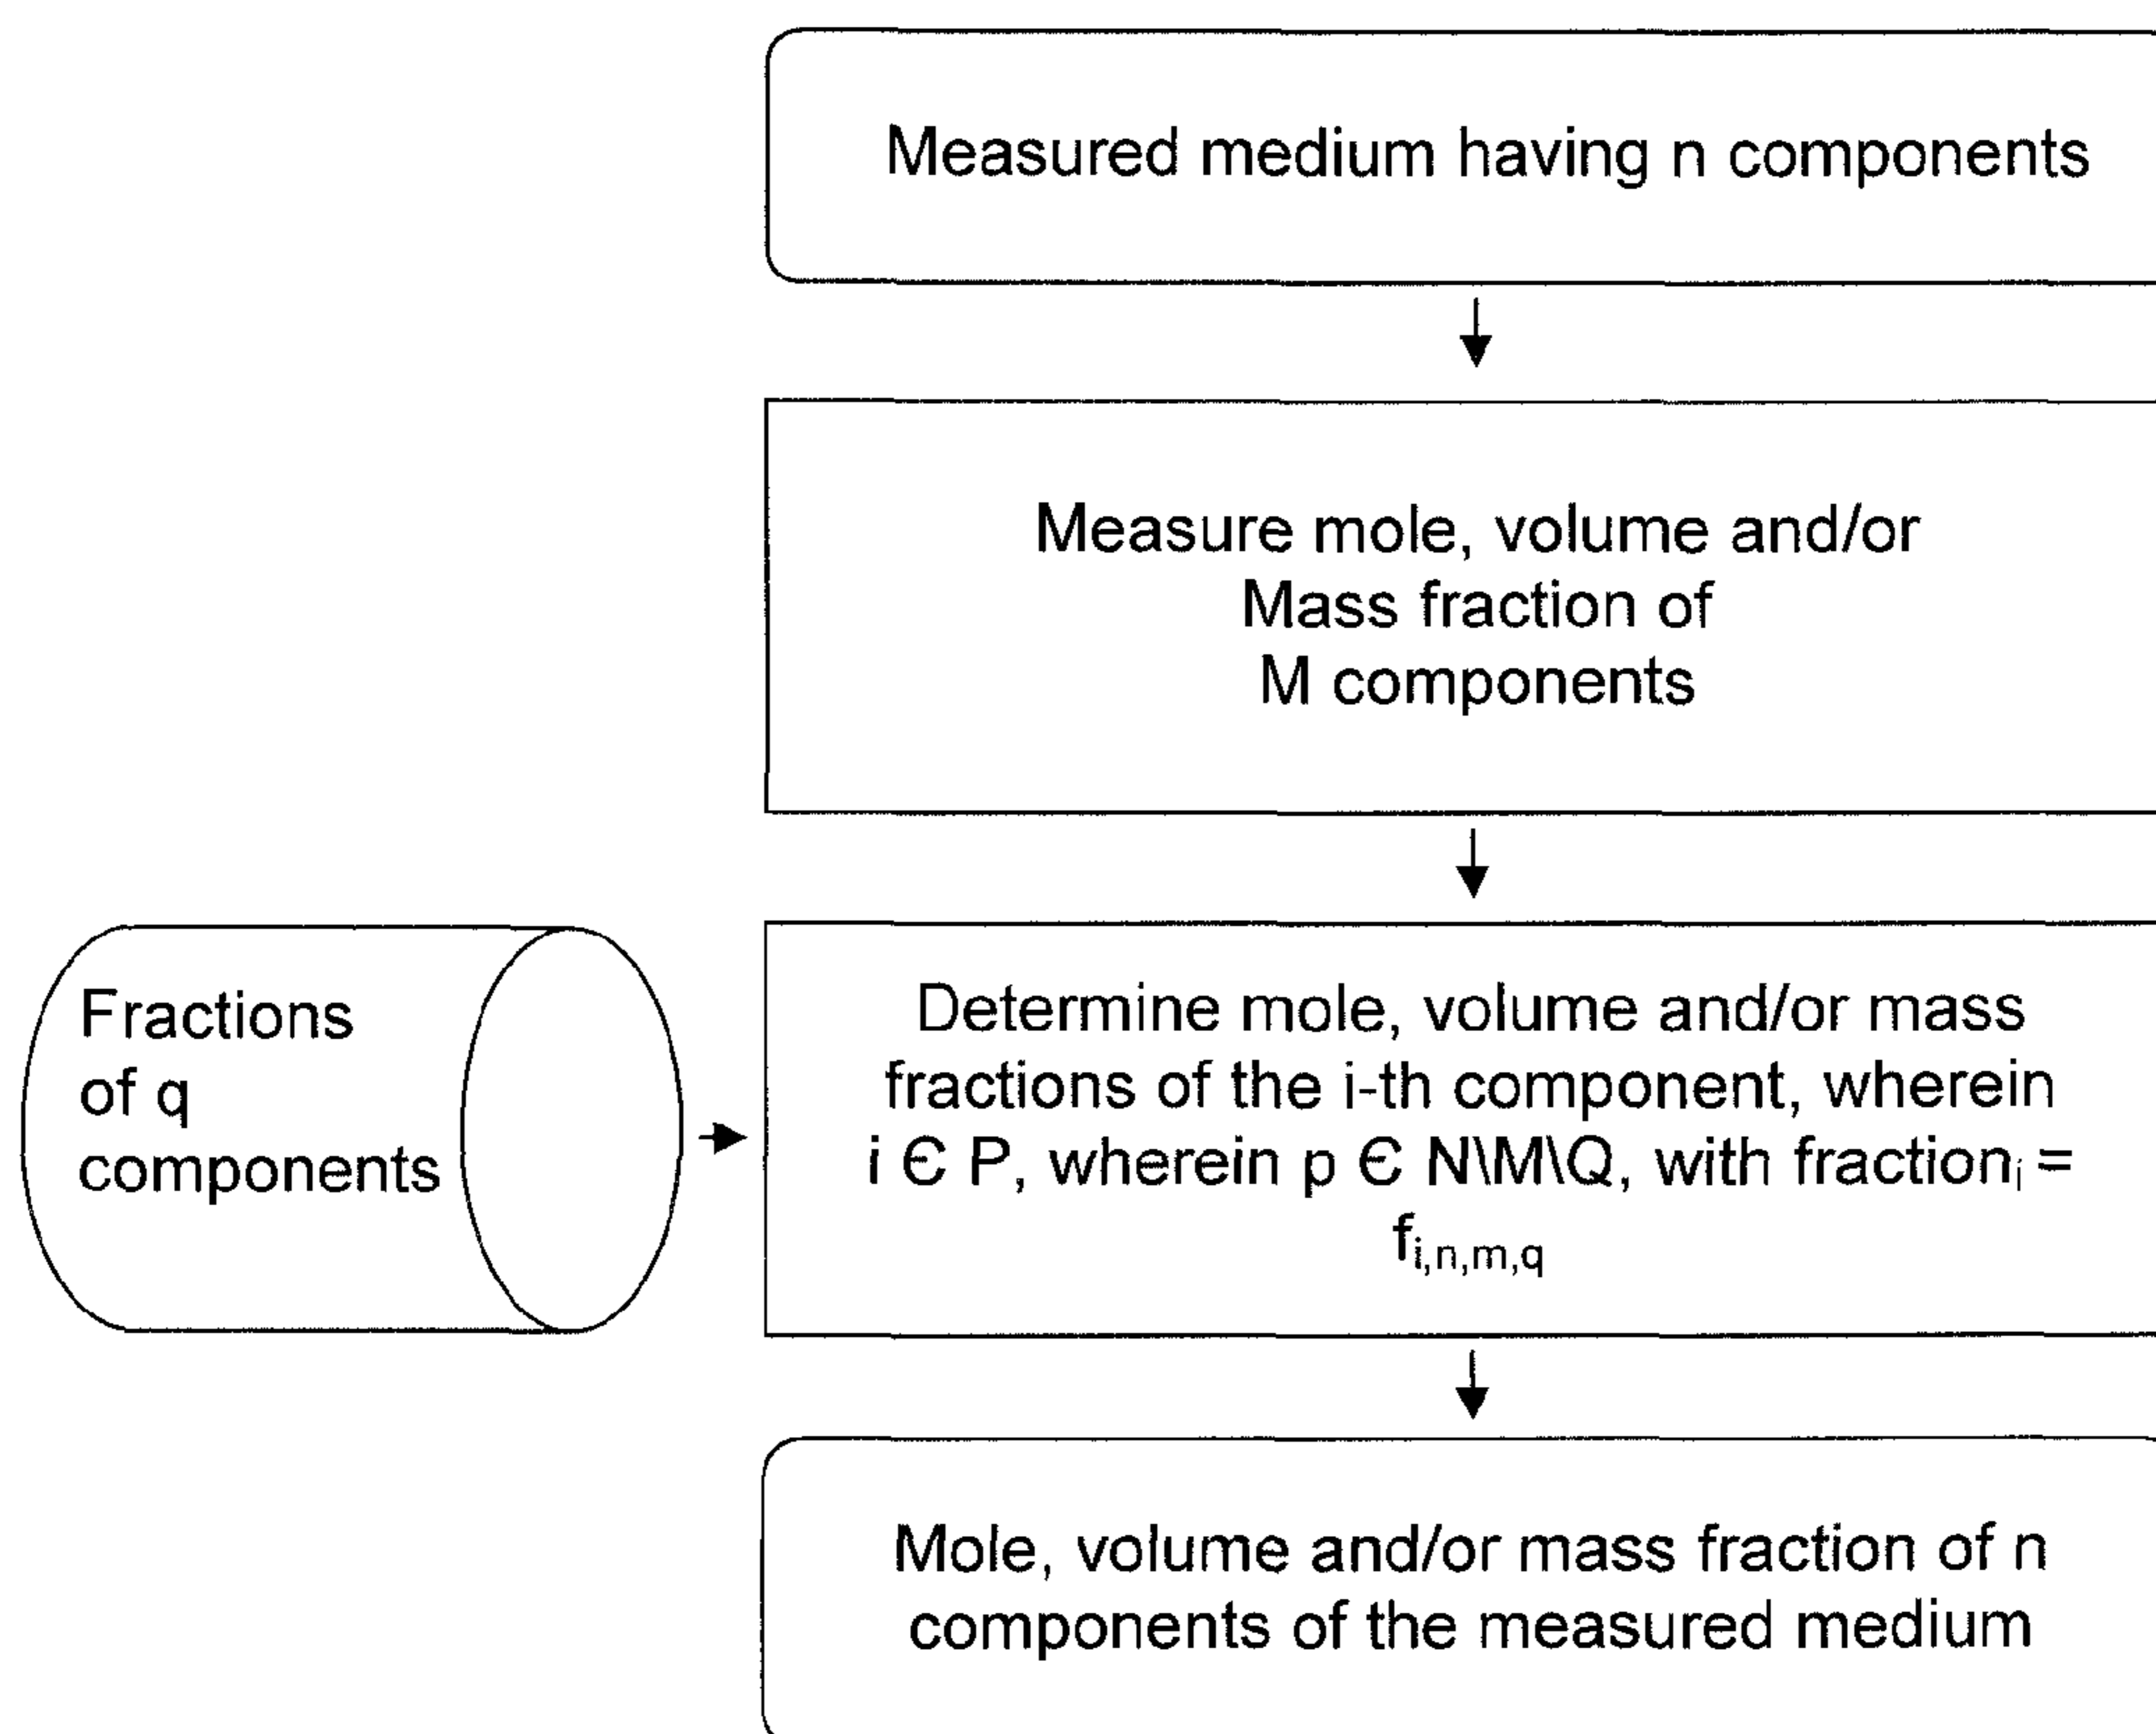 Measured medium having n components
Measure mole, volume and/or
Mass fraction of
M components
Fractions
of q
components
Determine mole, volume and/or mass
fractions of the i-th component, wherein
i Є P, wherein p Є N\M\Q, with fractionᵢ =
f_{i,n,m,q}
Mole, volume and/or mass fraction of n
components of the measured medium